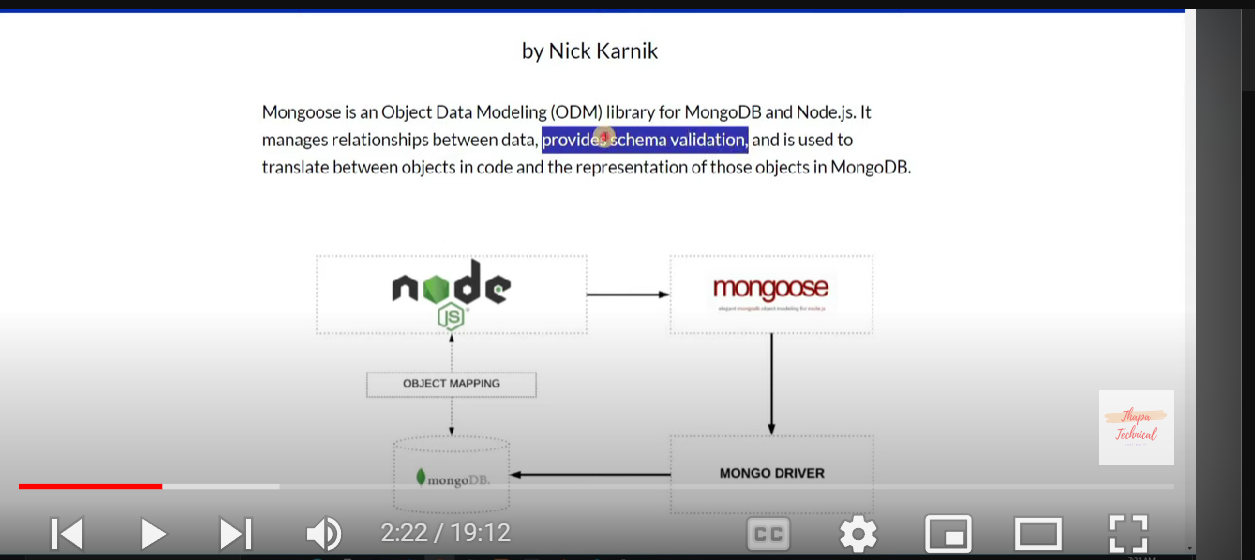 by Nick Karnik
Mongoose is an Object Data Modeling (ODM) library for MongoDB and Node.js. It
manages relationships between data, provides schema validation, and is used to
translate between objects in code and the representation of those objects in MongoDB.
node
JS
mongoose
elegant mongodb object modeling for node.js
OBJECT MAPPING
Thapa
Technical
mongoDB.
MONGO DRIVER
2:22 / 19:12
CC